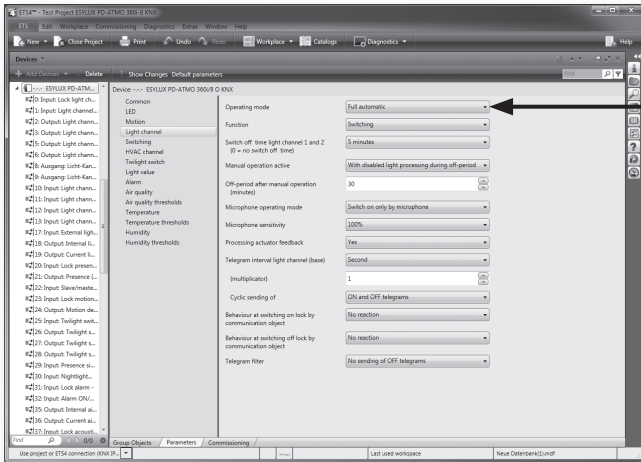 ETS4™ - Test Project ESYLUX PD-ATMO 360i-8 KNX
ETS Edit Workplace Commissioning Diagnostics Extras Window Help
New Close Project Print Undo Redo Workplace Catalogs Diagnostics Help
Devices
Add Devices Delete Show Changes Default parameters Find
-.-.- ESYLUX PD-ATM...
0: Input: Lock light ch...
1: Input: Light channel...
2: Output: Light chann...
3: Output: Light chann...
5: Output: Light chann...
6: Output: Light chann...
8: Ausgang: Licht-Kan...
9: Ausgang: Licht-Kan...
10: Input: Light chann...
11: Input: Light chann...
12: Input: Light chann...
13: Input: Light chann...
17: Input: External ligh...
18: Output: Internal li...
19: Output: Current li...
20: Input: Lock presen...
21: Output: Presence (...
22: Input: Slave/maste...
23: Input: Lock motion...
24: Output: Motion de...
25: Input: Twilight swit...
26: Output: Twilight s...
27: Output: Twilight s...
28: Output: Twilight s...
29: Input: Presence si...
30: Input: Nightlight...
31: Input: Lock alarm -
32: Input: Alarm ON/...
35: Output: Internal ai...
36: Output: Current ai...
37: Input: Lock acousti...
Find 0/0
Device: -.-.- ESYLUX PD-ATMO 360i/8 O KNX
Common
LED
Motion
Light channel
Switching
HVAC channel
Twilight switch
Light value
Alarm
Air quality
Air quality thresholds
Temperature
Temperature thresholds
Humidity
Humidity thresholds
Operating mode Full automatic
Function Switching
Switch off time light channel 1 and 2 5 minutes
(0 = no switch off time)
Manual operation active With disabled light processing during off-period
Off-period after manual operation 30
(minutes)
Microphone operating mode Switch on only by microphone
Microphone sensitivity 100%
Processing actuator feedback Yes
Telegram interval light channel (base) Second
(multiplicator) 1
Cyclic sending of ON and OFF telegrams
Behaviour at switching on lock by No reaction
communication object
Behaviour at switching off lock by No reaction
communication object
Telegram filter No sending of OFF telegrams
Group Objects Parameters Commissioning
Use project or ETS4 connection (KNX IP... -.-.- Last used workspace Neue Datenbank(1).mdf